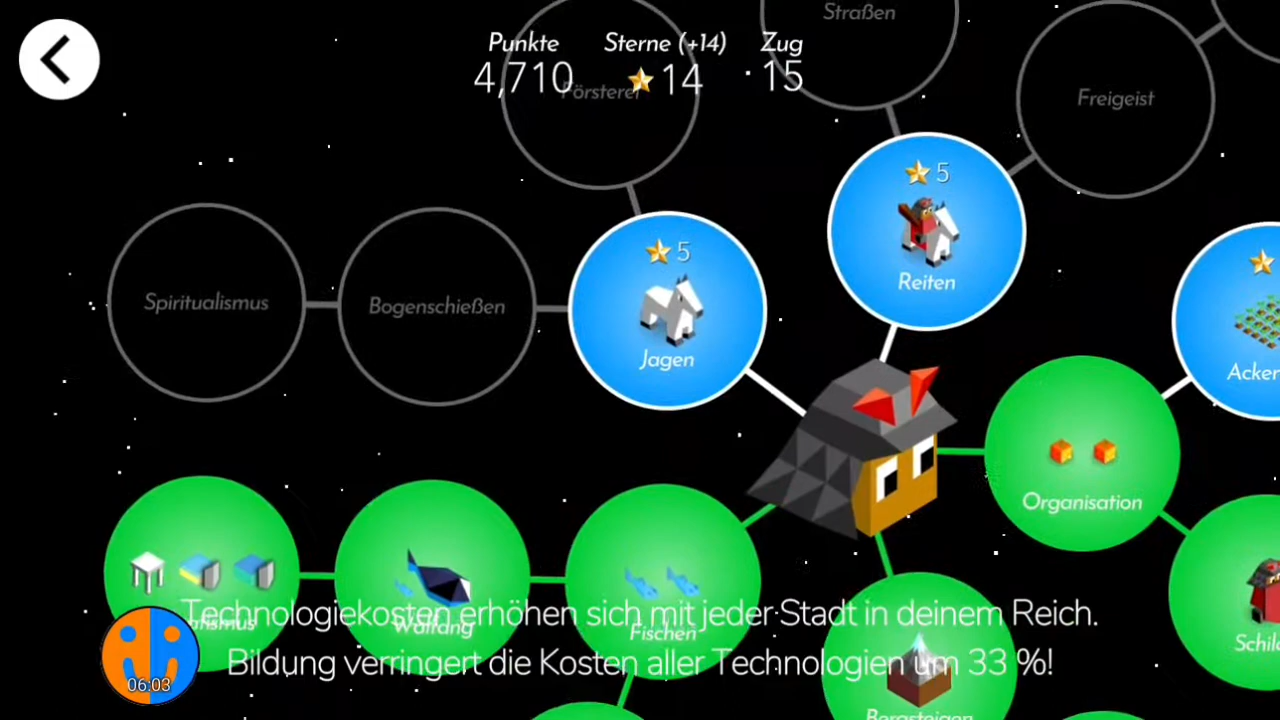 Straßen
Punkte Sterne (+14) Zug
4,710 14 · 15
Försterei
Freigeist
5
Reiten
5
Jagen
Spiritualismus
Bogenschießen
Organisation
Walfang
Fischen
Technologiekosten erhöhen sich mit jeder Stadt in deinem Reich.
Bildung verringert die Kosten aller Technologien um 33 %!
06:03
Bergsteigen